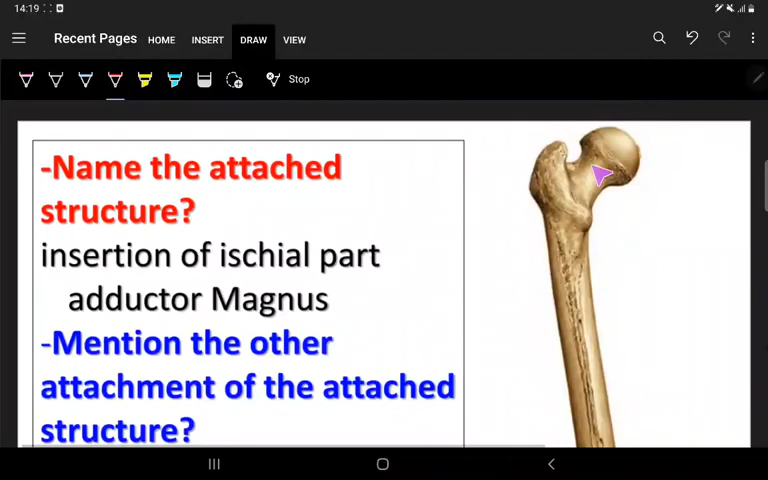 14:19
Recent Pages HOME INSERT DRAW VIEW
Stop
-Name the attached
structure?
insertion of ischial part
adductor Magnus
-Mention the other
attachment of the attached
structure?